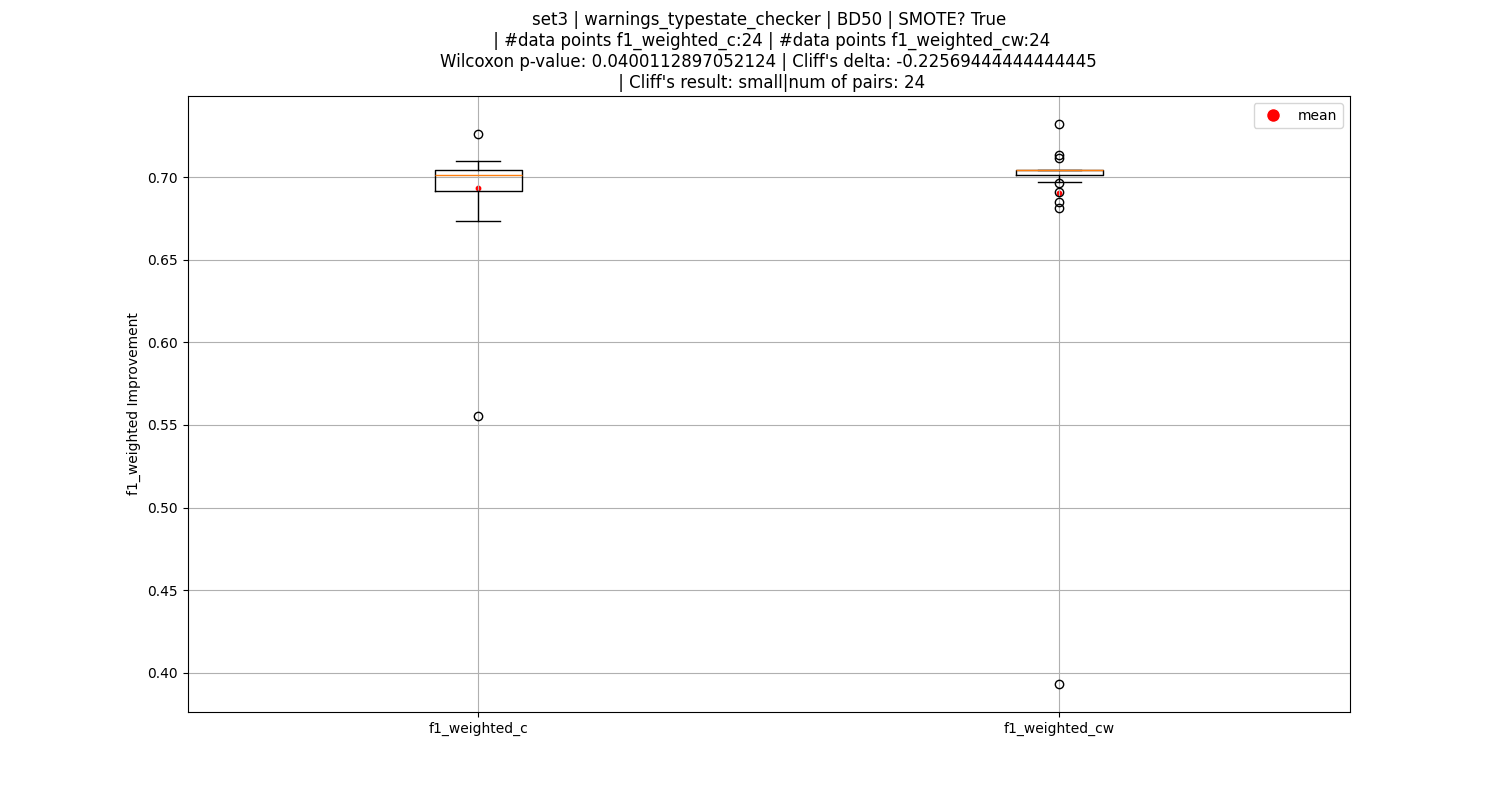 set3 | warnings_typestate_checker | BD50 | SMOTE? True
| #data points f1_weighted_c:24 | #data points f1_weighted_cw:24
Wilcoxon p-value: 0.0400112897052124 | Cliff's delta: -0.22569444444444445
| Cliff's result: small|num of pairs: 24
mean
0.70
0.65
0.60
0.55
0.50
0.45
0.40
f1_weighted Improvement
f1_weighted_c
f1_weighted_cw